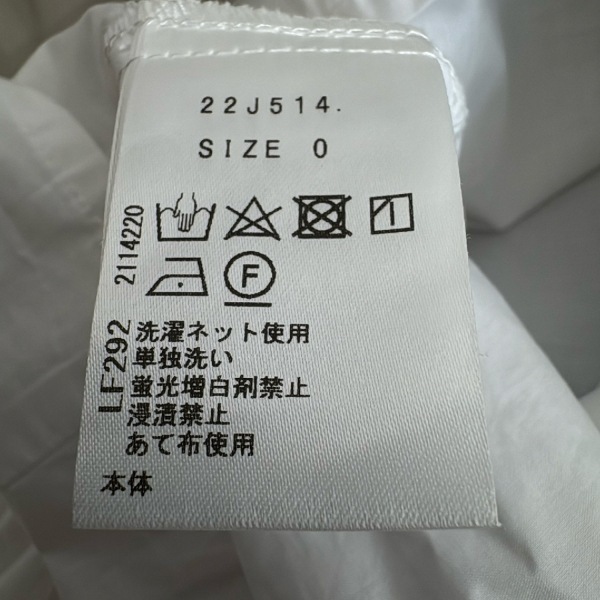 22J514.
SIZE 0
2114220
F
LF292
洗濯ネット使用
単独洗い
蛍光増白剤禁止
浸漬禁止
あて布使用
本体